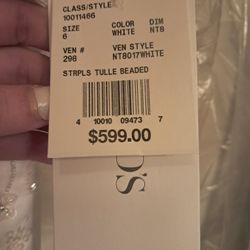 CLASS/STYLE
10011466
SIZE COLOR DIM
6 WHITE NTB
VEN # VEN STYLE
298 NT8017WHITE
STRPLS TULLE BEADED
4 10010 09473 7
$599.00